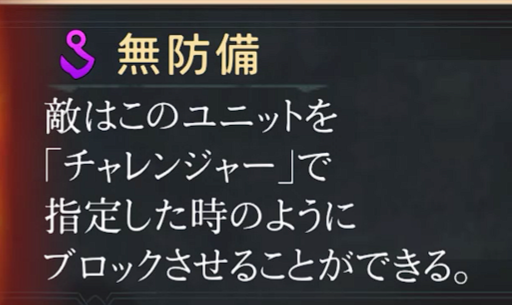 無防備
敵はこのユニットを
「チャレンジャー」で
指定した時のように
ブロックさせることができる。